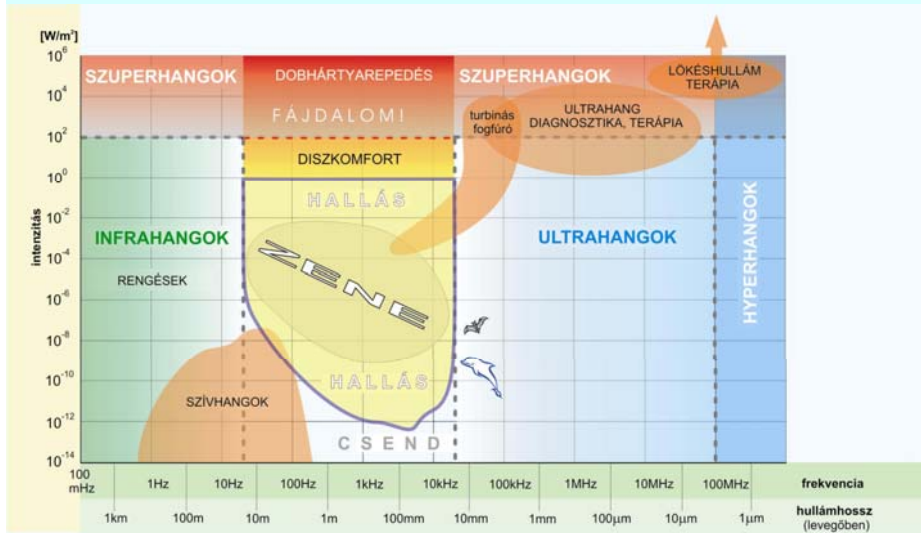 [W/m²]
10⁶
10⁴
10²
10⁰
10⁻²
10⁻⁴
10⁻⁶
10⁻⁸
10⁻¹⁰
10⁻¹²
10⁻¹⁴
intenzitás
SZUPERHANGOK
DOBHÁRTYAREPEDÉS
SZUPERHANGOK
LÖKÉSHULLÁM
TERÁPIA
FÁJDALOMI
turbinás
fogfúró
ULTRAHANG
DIAGNOSZTIKA, TERÁPIA
DISZKOMFORT
HALLÁS
INFRAHANGOK
ZENE
ULTRAHANGOK
HYPERHANGOK
RENGÉSEK
HALLÁS
SZÍVHANGOK
CSEND
100
mHz
1Hz
10Hz
100Hz
1kHz
10kHz
100kHz
1MHz
10MHz
100MHz
frekvencia
1km
100m
10m
1m
100mm
10mm
1mm
100µm
10µm
1µm
hullámhossz
(levegőben)